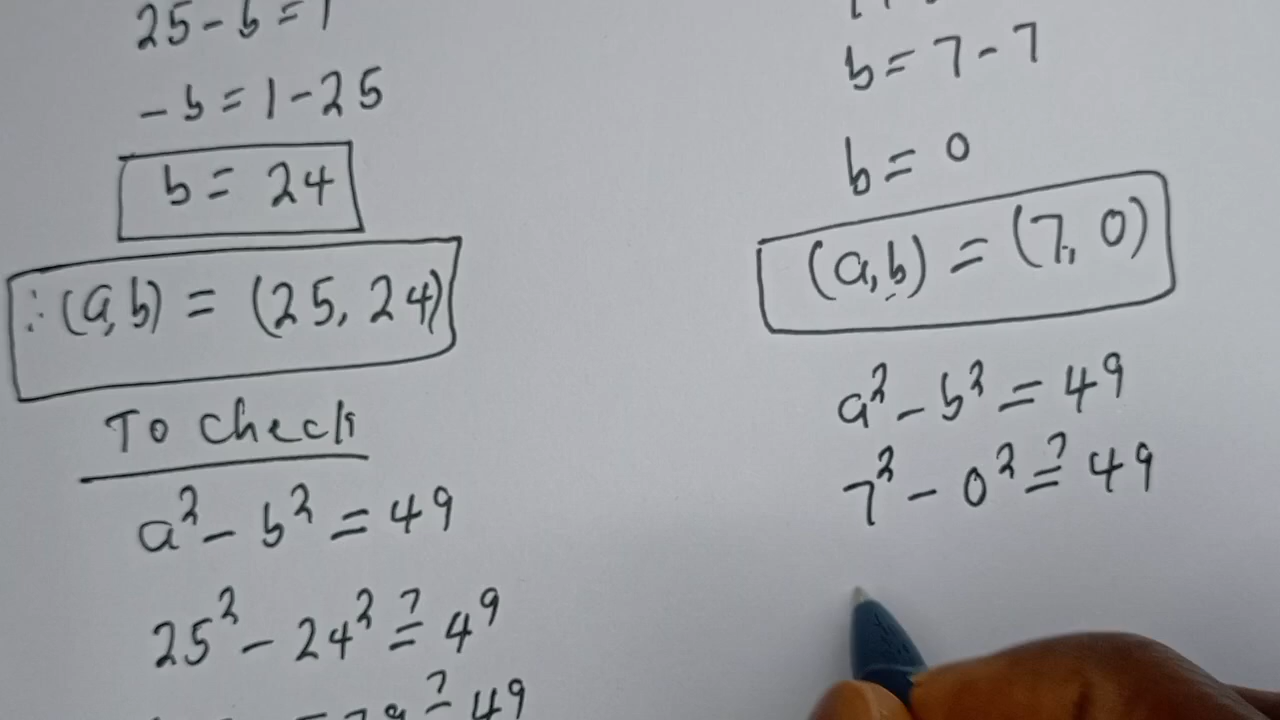 25 - b = 1
-b = 1 - 25
b = 24
∴ (a, b) = (25, 24)
To Check
a² - b² = 49
25² - 24² ≟ 49
≟ 49
b = 7 - 7
b = 0
(a, b) = (7, 0)
a² - b² = 49
7² - 0² ≟ 49